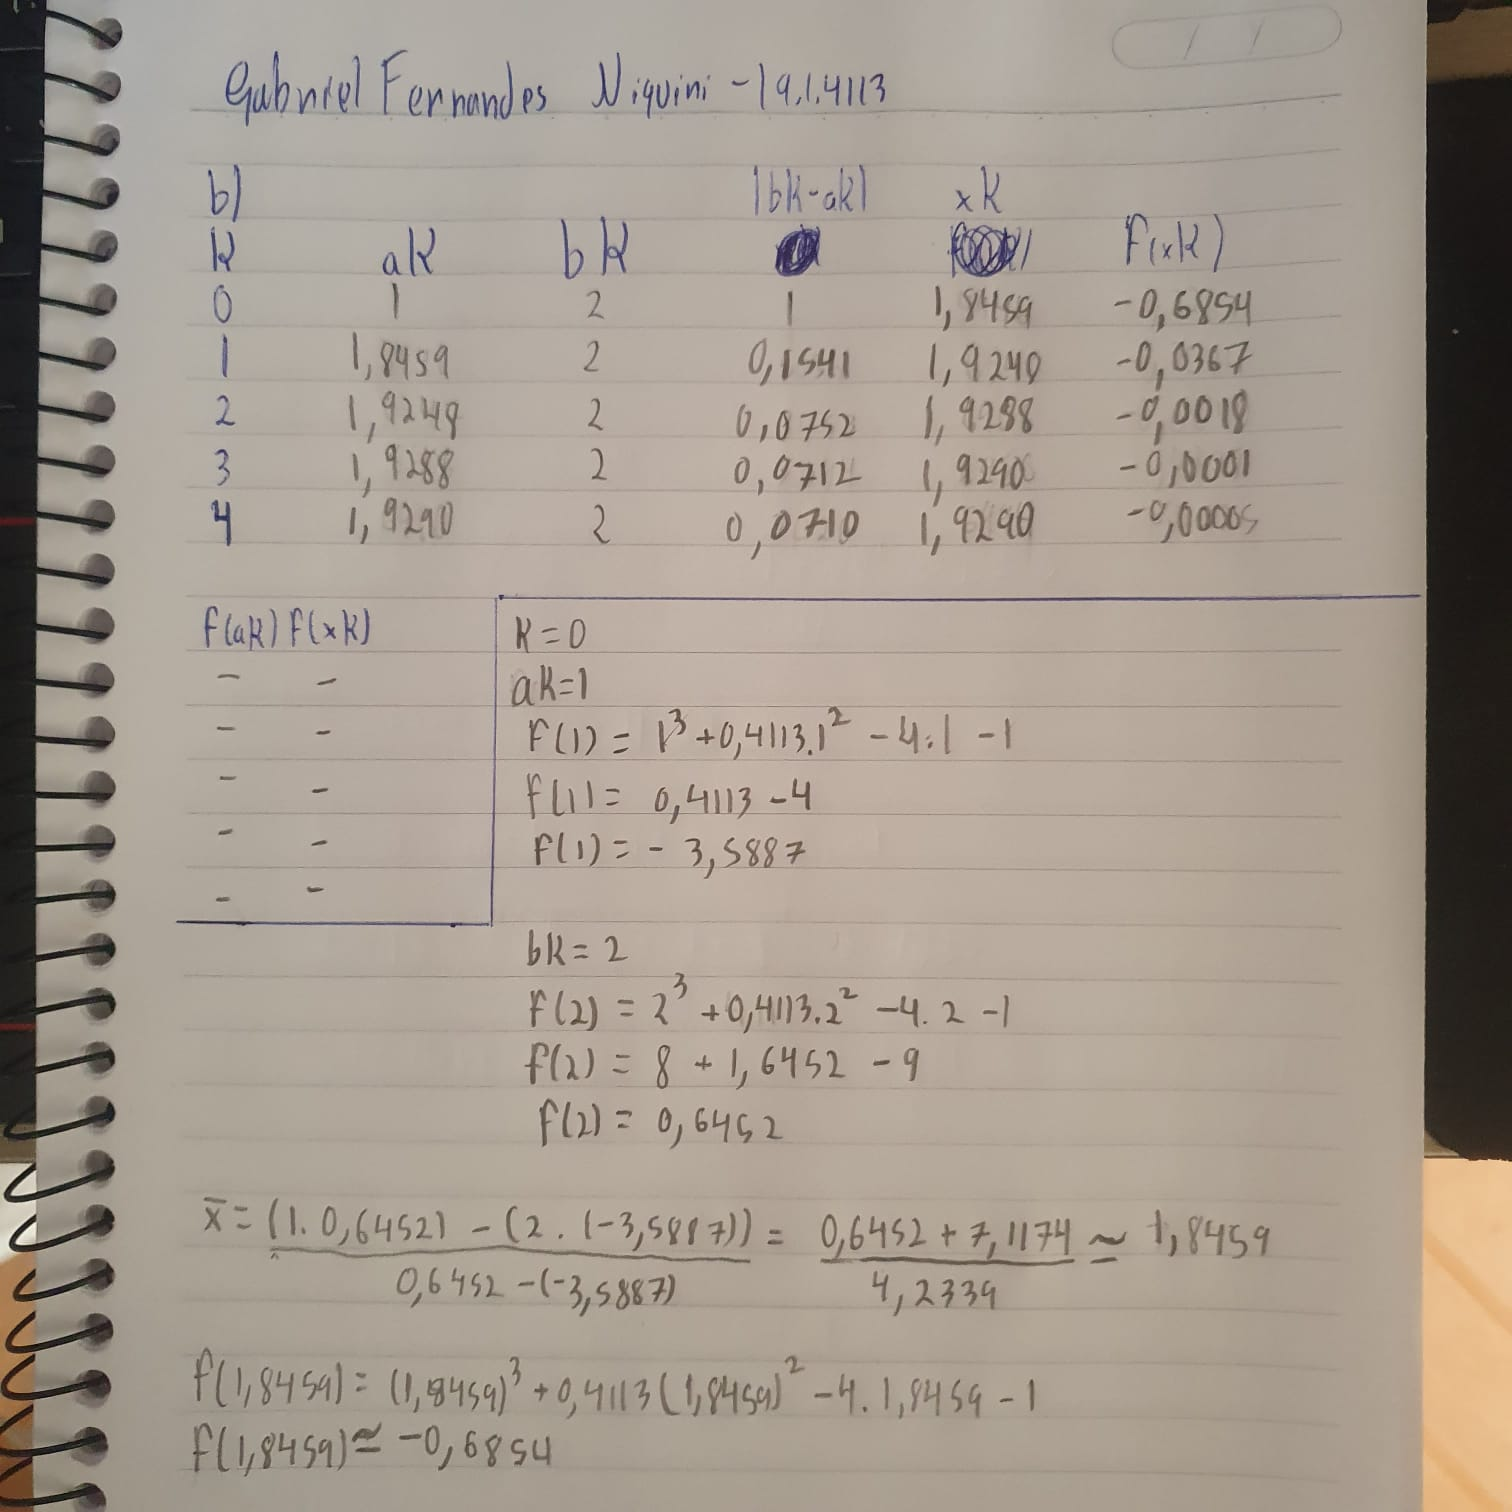 Gabriel Fernandes Niquini - 19.1.4113
b) |bk-ak| xk
k ak bk f(xk)
0 1 2 1 1,8459 -0,6854
1 1,8459 2 0,1541 1,9240 -0,0367
2 1,9248 2 0,0752 1,9288 -0,0018
3 1,9288 2 0,0712 1,9290 -0,0001
4 1,9290 2 0,0710 1,9290 -0,00005
f(ak) f(xk)
- -
- -
- -
- -
- -
k=0
ak=1
f(1) = 1³ +0,4113.1² - 4.1 - 1
f(1) = 0,4113 - 4
f(1) = - 3,5887
bk = 2
f(2) = 2³ +0,4113.2² - 4. 2 - 1
f(2) = 8 + 1,6452 - 9
f(2) = 0,6452
x̄ = (1. 0,6452) - (2 . (-3,5887)) = 0,6452 + 7,1174 ≃ 1,8459
0,6452 - (-3,5887) 4,2339
f(1,8459) = (1,8459)³ + 0,4113 (1,8459)² - 4. 1,8459 - 1
f(1,8459) ≃ -0,6854